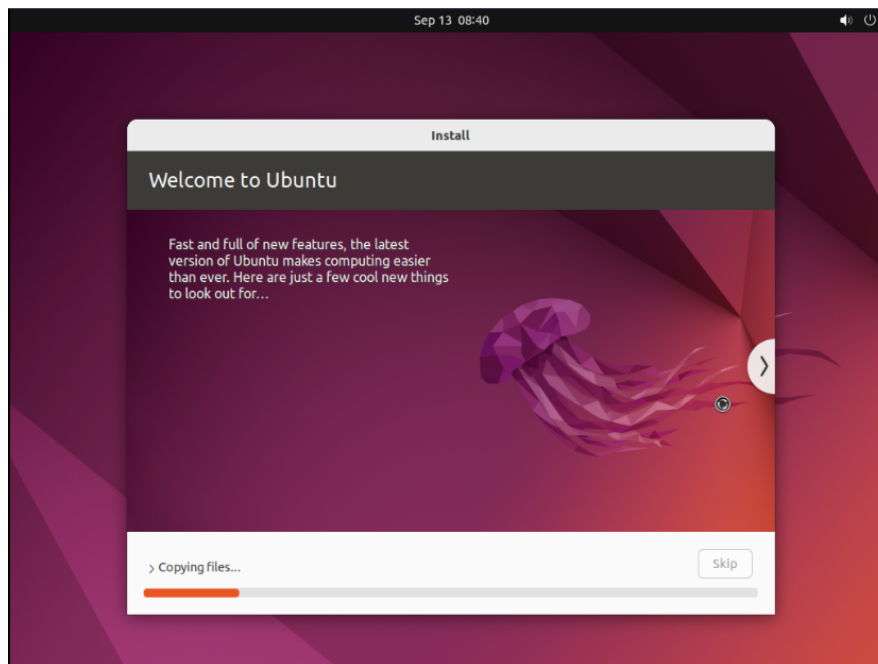 Sep 13 08:40
Install
Welcome to Ubuntu
Fast and full of new features, the latest
version of Ubuntu makes computing easier
than ever. Here are just a few cool new things
to look out for...
Copying files...
Skip